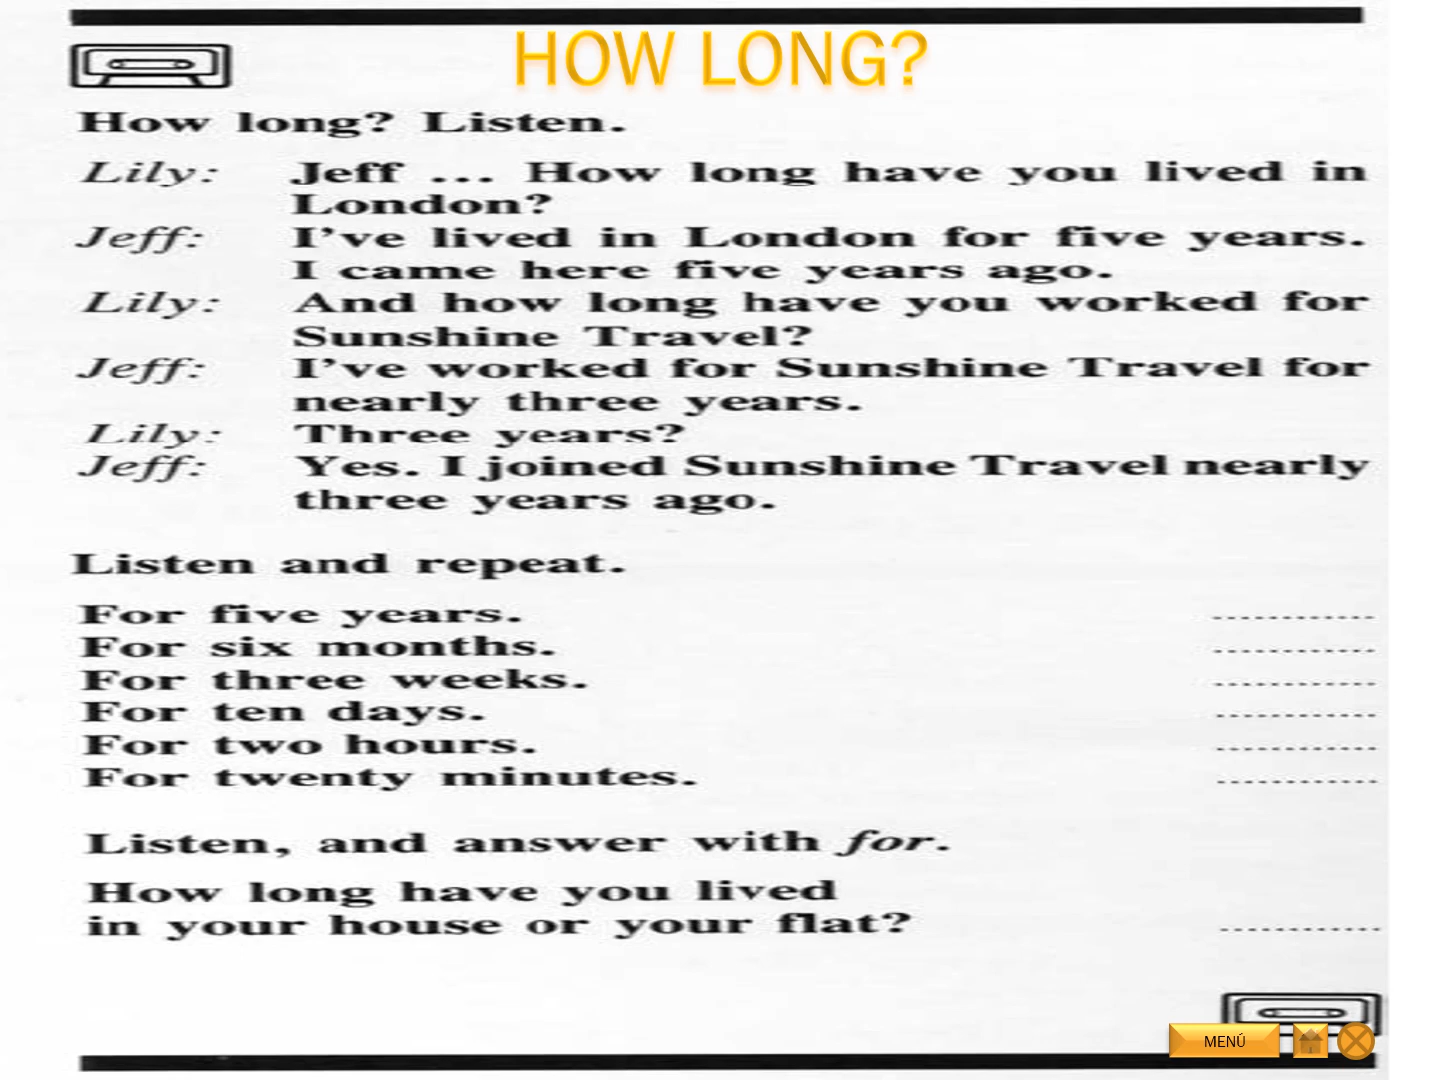 HOW LONG?
How long? Listen.
Lily: Jeff ... How long have you lived in
London?
Jeff: I've lived in London for five years.
I came here five years ago.
Lily: And how long have you worked for
Sunshine Travel?
Jeff: I've worked for Sunshine Travel for
nearly three years.
Lily: Three years?
Jeff: Yes. I joined Sunshine Travel nearly
three years ago.
Listen and repeat.
For five years. ............
For six months. ............
For three weeks. ............
For ten days. ............
For two hours. ............
For twenty minutes. ............
Listen, and answer with for.
How long have you lived
in your house or your flat? ............
MENÚ